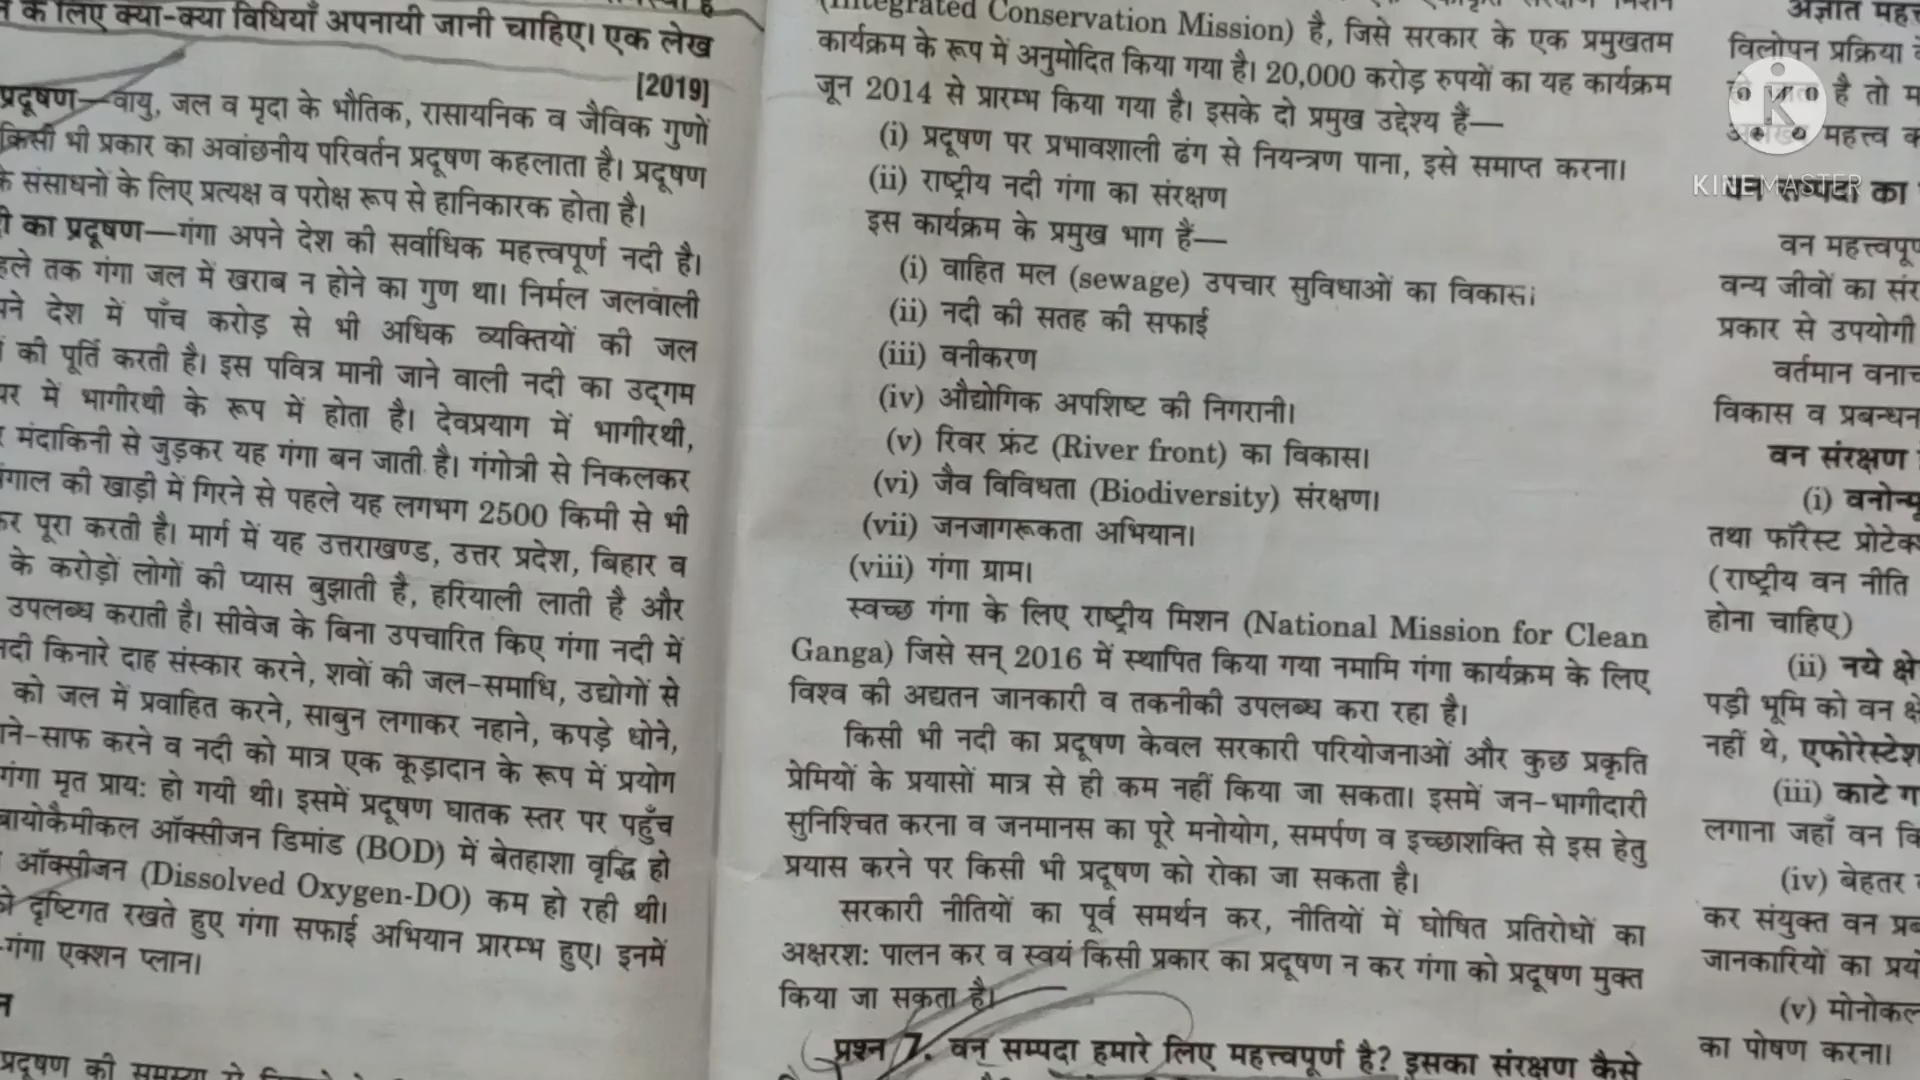 के लिए क्या-क्या विधियाँ अपनायी जानी चाहिए। एक लेख
[2019]
प्रदूषण—वायु, जल व मृदा के भौतिक, रासायनिक व जैविक गुणों
किसी भी प्रकार का अवांछनीय परिवर्तन प्रदूषण कहलाता है। प्रदूषण
के संसाधनों के लिए प्रत्यक्ष व परोक्ष रूप से हानिकारक होता है।
का प्रदूषण—गंगा अपने देश की सर्वाधिक महत्त्वपूर्ण नदी है।
तक गंगा जल में खराब न होने का गुण था। निर्मल जलवाली
देश में पाँच करोड़ से भी अधिक व्यक्तियों की जल
की पूर्ति करती है। इस पवित्र मानी जाने वाली नदी का उद्गम
में भागीरथी के रूप में होता है। देवप्रयाग में भागीरथी,
मंदाकिनी से जुड़कर यह गंगा बन जाती है। गंगोत्री से निकलकर
की खाड़ी में गिरने से पहले यह लगभग 2500 किमी से भी
पूरा करती है। मार्ग में यह उत्तराखण्ड, उत्तर प्रदेश, बिहार व
के करोड़ों लोगों की प्यास बुझाती है, हरियाली लाती है और
उपलब्ध कराती है। सीवेज के बिना उपचारित किए गंगा नदी में
किनारे दाह संस्कार करने, शवों की जल-समाधि, उद्योगों से
को जल में प्रवाहित करने, साबुन लगाकर नहाने, कपड़े धोने,
साफ करने व नदी को मात्र एक कूड़ादान के रूप में प्रयोग
गंगा मृत प्राय: हो गयी थी। इसमें प्रदूषण घातक स्तर पर पहुँच
बायोकैमीकल ऑक्सीजन डिमांड (BOD) में बेतहाशा वृद्धि हो
ऑक्सीजन (Dissolved Oxygen-DO) कम हो रही थी।
दृष्टिगत रखते हुए गंगा सफाई अभियान प्रारम्भ हुए। इनमें
गंगा एक्शन प्लान।
प्रदूषण की समस्या
(Integrated Conservation Mission) है, जिसे सरकार के एक प्रमुखतम
कार्यक्रम के रूप में अनुमोदित किया गया है। 20,000 करोड़ रुपयों का यह कार्यक्रम
जून 2014 से प्रारम्भ किया गया है। इसके दो प्रमुख उद्देश्य हैं—
(i) प्रदूषण पर प्रभावशाली ढंग से नियन्त्रण पाना, इसे समाप्त करना।
(ii) राष्ट्रीय नदी गंगा का संरक्षण
इस कार्यक्रम के प्रमुख भाग हैं—
(i) वाहित मल (sewage) उपचार सुविधाओं का विकास।
(ii) नदी की सतह की सफाई
(iii) वनीकरण
(iv) औद्योगिक अपशिष्ट की निगरानी।
(v) रिवर फ्रंट (River front) का विकास।
(vi) जैव विविधता (Biodiversity) संरक्षण।
(vii) जनजागरूकता अभियान।
(viii) गंगा ग्राम।
स्वच्छ गंगा के लिए राष्ट्रीय मिशन (National Mission for Clean
Ganga) जिसे सन् 2016 में स्थापित किया गया नमामि गंगा कार्यक्रम के लिए
विश्व की अद्यतन जानकारी व तकनीकी उपलब्ध करा रहा है।
किसी भी नदी का प्रदूषण केवल सरकारी परियोजनाओं और कुछ प्रकृति
प्रेमियों के प्रयासों मात्र से ही कम नहीं किया जा सकता। इसमें जन-भागीदारी
सुनिश्चित करना व जनमानस का पूरे मनोयोग, समर्पण व इच्छाशक्ति से इस हेतु
प्रयास करने पर किसी भी प्रदूषण को रोका जा सकता है।
सरकारी नीतियों का पूर्व समर्थन कर, नीतियों में घोषित प्रतिरोधों का
अक्षरश: पालन कर व स्वयं किसी प्रकार का प्रदूषण न कर गंगा को प्रदूषण मुक्त
किया जा सकता है।
प्रश्न 7. वन सम्पदा हमारे लिए महत्त्वपूर्ण है? इसका संरक्षण कैसे
अज्ञात
विलोपन प्रक्रिया
है तो
महत्त्व
KINEMASTER
सम्पदा का
वन
वन्य जीवों का
प्रकार से उपयोगी
वर्तमान
विकास व
वन संरक्षण
(i)
तथा फॉरेस्ट
(राष्ट्रीय वन नीति
होना चाहिए)
(ii) नये
पड़ी भूमि को वन
नहीं थे,
(iii) काटे
लगाना जहाँ वन
(iv) बेहतर
कर संयुक्त वन
जानकारियों का
(v)
का पोषण करना।